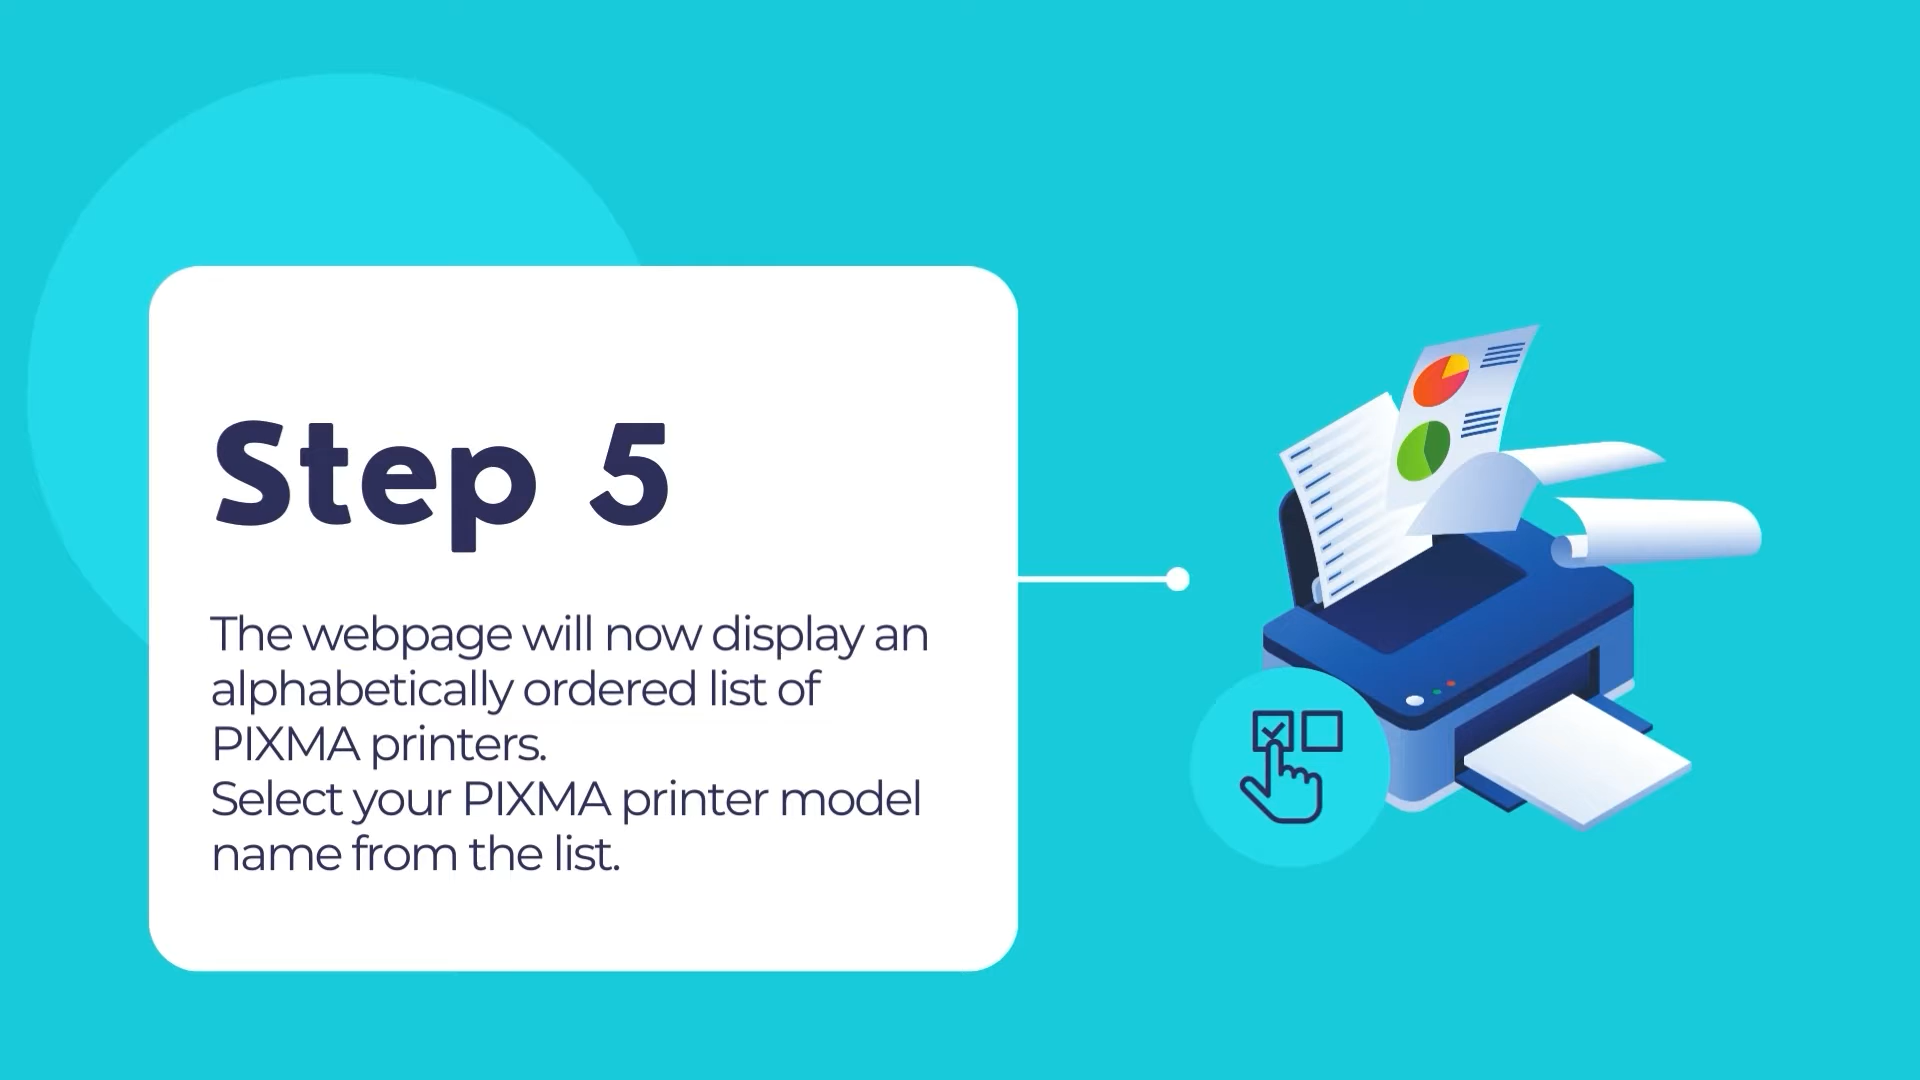 Step 5
The webpage will now display an
alphabetically ordered list of
PIXMA printers.
Select your PIXMA printer model
name from the list.